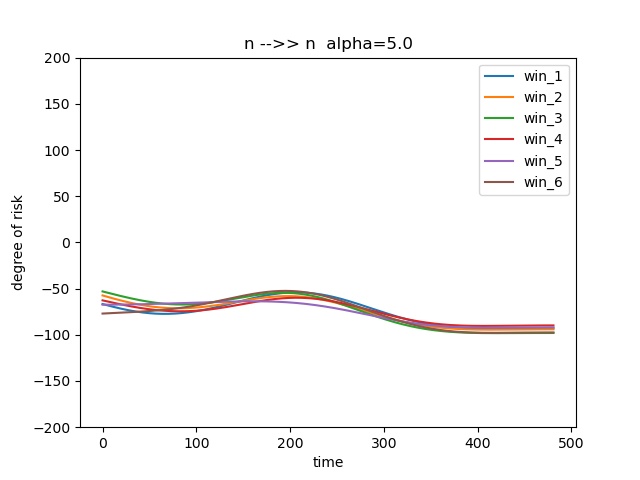 n -->> n  alpha=5.0
200
150
100
50
0
−50
−100
−150
−200
degree of risk
win_1
win_2
win_3
win_4
win_5
win_6
0 100 200 300 400 500
time